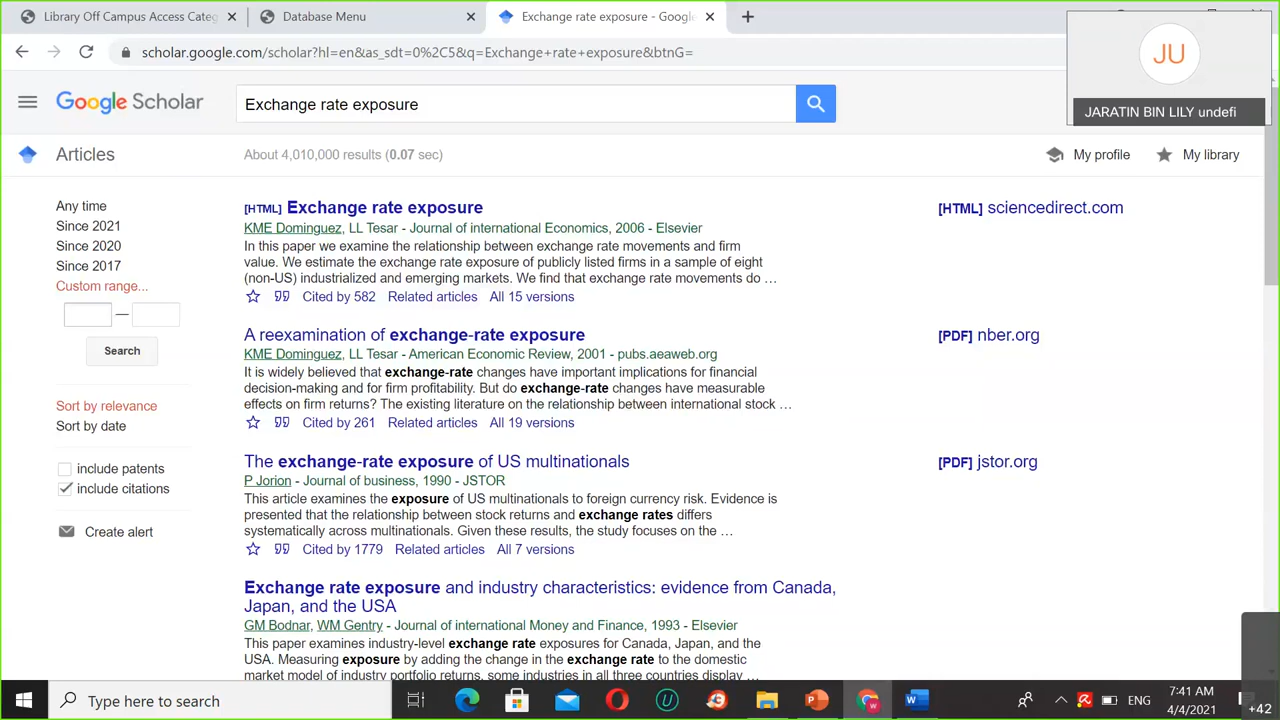 Library Off Campus Access Categ
Database Menu
Exchange rate exposure - Google
scholar.google.com/scholar?hl=en&as_sdt=0%2C5&q=Exchange+rate+exposure&btnG=
JU
JARATIN BIN LILY undefi
Google Scholar
Exchange rate exposure
Articles
About 4,010,000 results (0.07 sec)
My profile
My library
Any time
Since 2021
Since 2020
Since 2017
Custom range...
—
Search
Sort by relevance
Sort by date
include patents
include citations
Create alert
[HTML] Exchange rate exposure
KME Dominguez, LL Tesar - Journal of international Economics, 2006 - Elsevier
In this paper we examine the relationship between exchange rate movements and firm
value. We estimate the exchange rate exposure of publicly listed firms in a sample of eight
(non-US) industrialized and emerging markets. We find that exchange rate movements do …
Cited by 582 Related articles All 15 versions
[HTML] sciencedirect.com
A reexamination of exchange-rate exposure
KME Dominguez, LL Tesar - American Economic Review, 2001 - pubs.aeaweb.org
It is widely believed that exchange-rate changes have important implications for financial
decision-making and for firm profitability. But do exchange-rate changes have measurable
effects on firm returns? The existing literature on the relationship between international stock …
Cited by 261 Related articles All 19 versions
[PDF] nber.org
The exchange-rate exposure of US multinationals
P Jorion - Journal of business, 1990 - JSTOR
This article examines the exposure of US multinationals to foreign currency risk. Evidence is
presented that the relationship between stock returns and exchange rates differs
systematically across multinationals. Given these results, the study focuses on the …
Cited by 1779 Related articles All 7 versions
[PDF] jstor.org
Exchange rate exposure and industry characteristics: evidence from Canada,
Japan, and the USA
GM Bodnar, WM Gentry - Journal of international Money and Finance, 1993 - Elsevier
This paper examines industry-level exchange rate exposures for Canada, Japan, and the
USA. Measuring exposure by adding the change in the exchange rate to the domestic
market model of industry portfolio returns, some industries in all three countries display …
Type here to search
ENG
7:41 AM
4/4/2021
+42